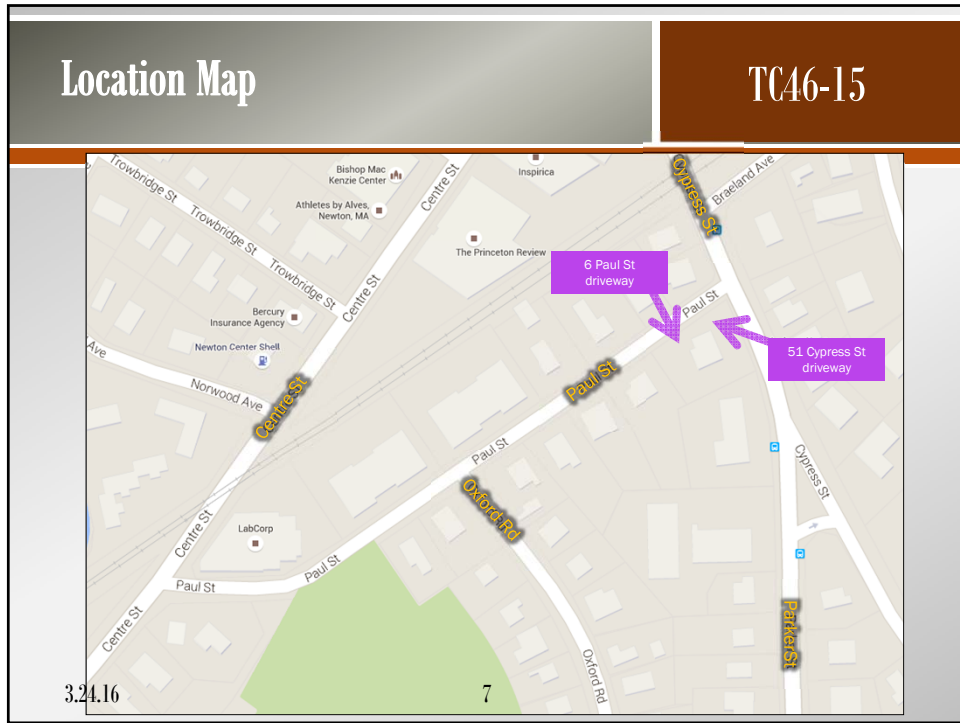 Location Map
TC46-15
Trowbridge St
Trowbridge St
Trowbridge St
Bishop Mac
Kenzie Center
Athletes by Alves,
Newton, MA
Centre St
Inspirica
The Princeton Review
Cypress St
Braeland Ave
6 Paul St
driveway
Paul St
51 Cypress St
driveway
Centre St
Bercury
Insurance Agency
Newton Center Shell
Ave
Norwood Ave
Centre St
Paul St
Paul St
Cypress St
Oxford Rd
LabCorp
Centre St
Paul St
Paul St
Centre St
Oxford Rd
Parker St
3.24.16
7